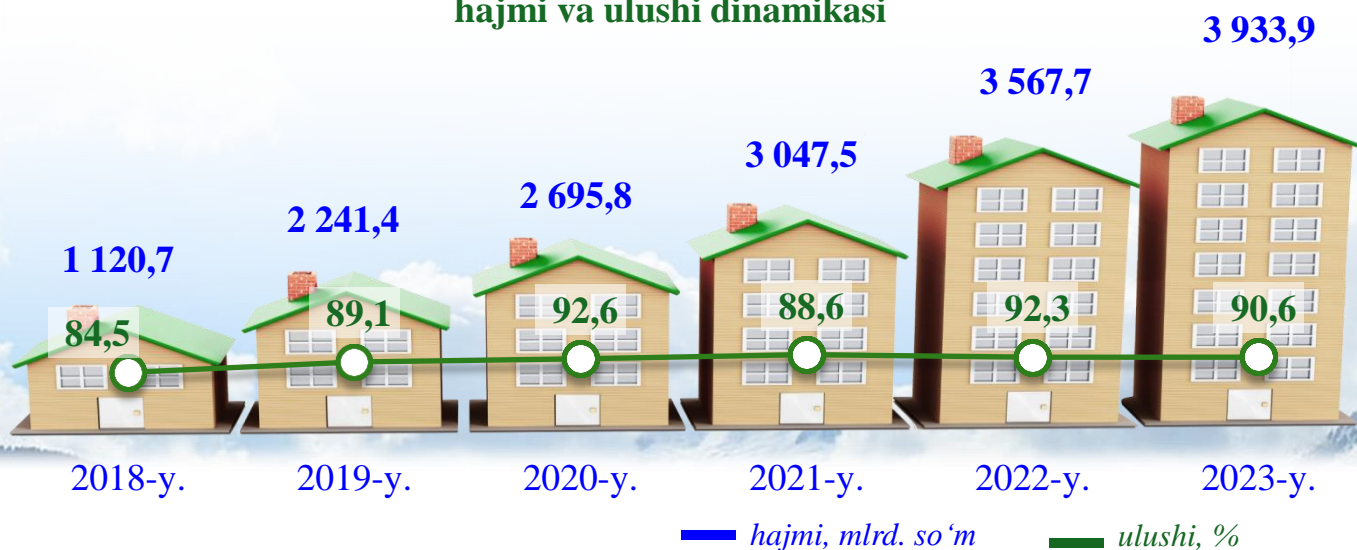 hajmi va ulushi dinamikasi
3 933,9
3 567,7
3 047,5
2 695,8
2 241,4
1 120,7
84,5 89,1 92,6 88,6 92,3 90,6
2018-y. 2019-y. 2020-y. 2021-y. 2022-y. 2023-y.
hajmi, mlrd. so‘m ulushi, %